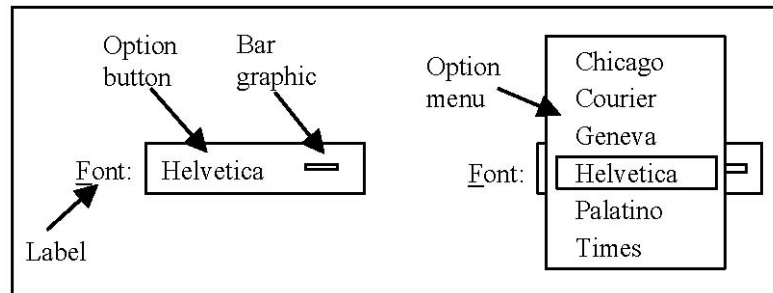 Option
button
Bar
graphic
Font:
Helvetica
Label
Option
menu
Font:
Chicago
Courier
Geneva
Helvetica
Palatino
Times